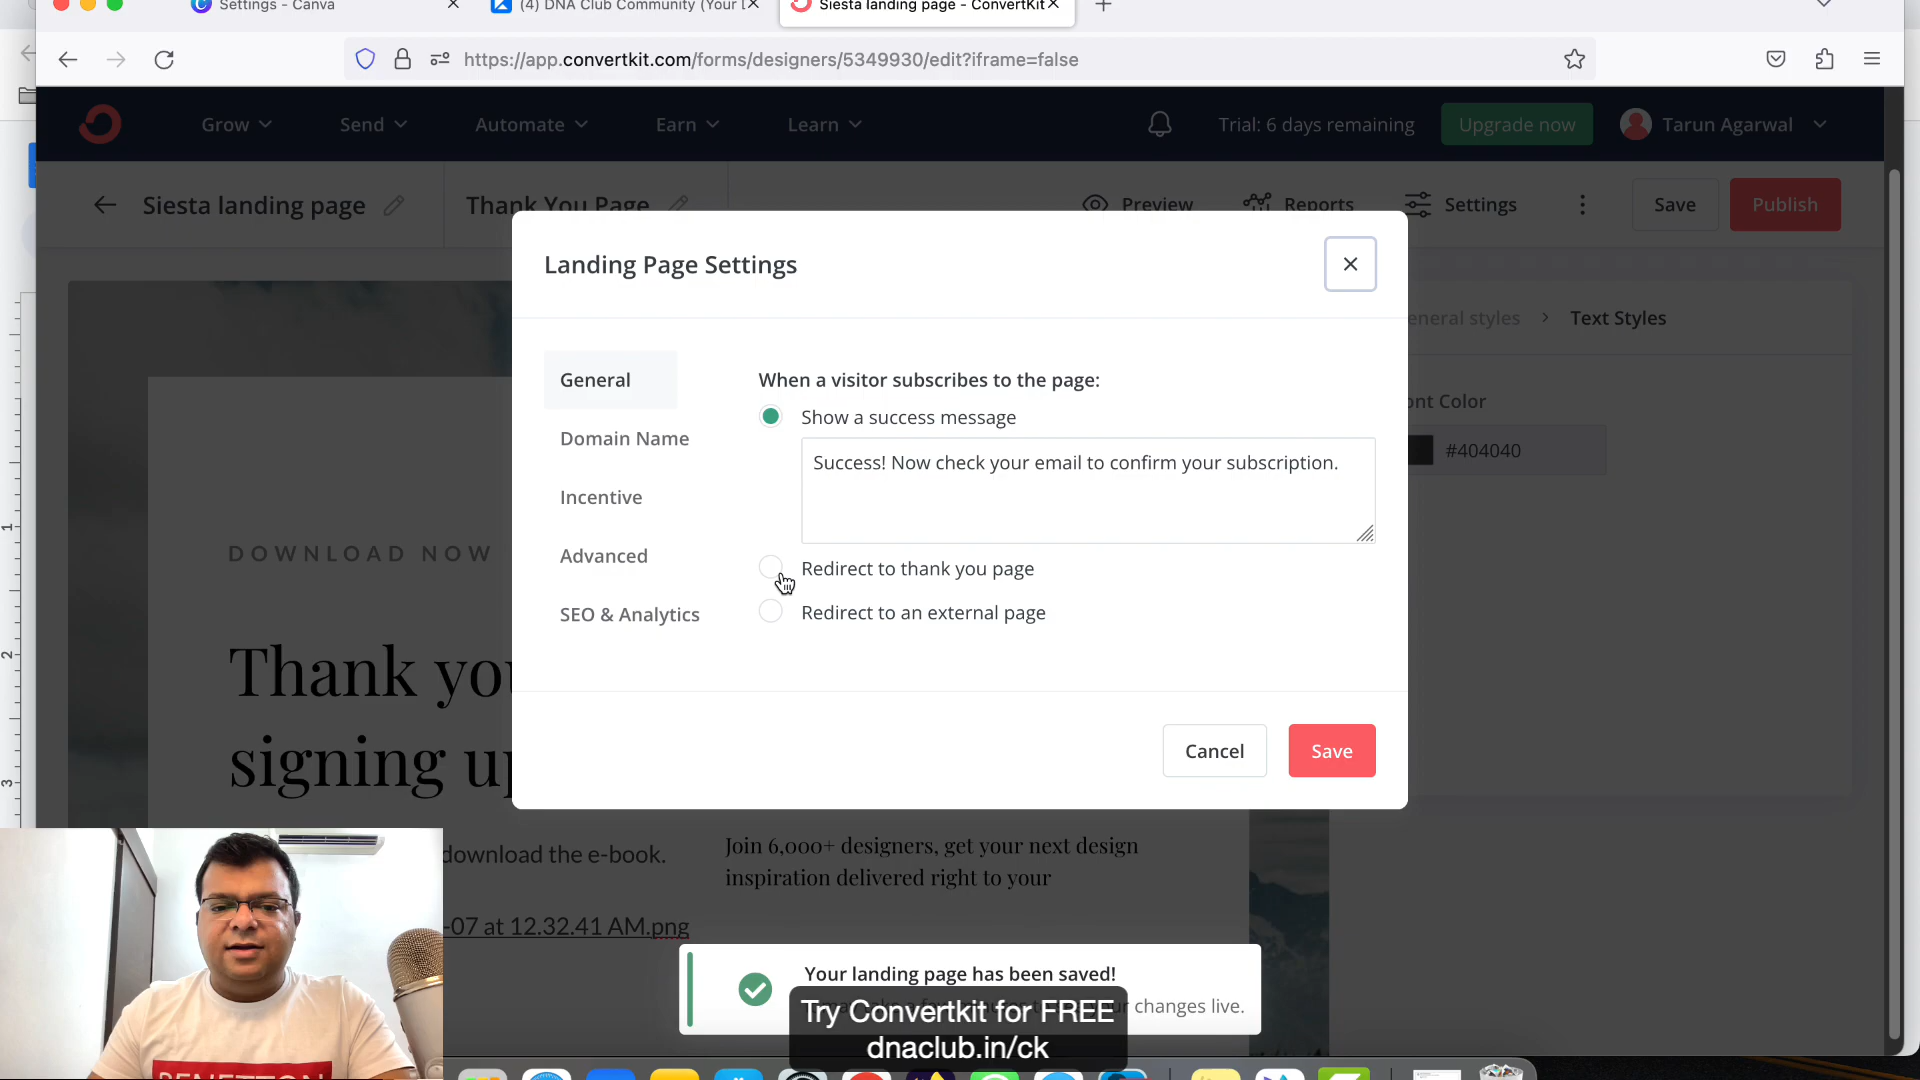 Settings - Canva
(4) DNA Club Community (Your
Siesta landing page - ConvertKit
https://app.convertkit.com/forms/designers/5349930/edit?iframe=false
Grow
Send
Automate
Earn
Learn
Trial: 6 days remaining
Upgrade now
Tarun Agarwal
Siesta landing page
Thank You Page
Preview
Reports
Settings
Save
Publish
Landing Page Settings
General
Domain Name
Incentive
Advanced
SEO & Analytics
When a visitor subscribes to the page:
Show a success message
Success! Now check your email to confirm your subscription.
Redirect to thank you page
Redirect to an external page
Cancel
Save
eneral styles > Text Styles
ont Color
#404040
DOWNLOAD NOW
Thank you
signing up
download the e-book.
-07 at 12.32.41 AM.png
Join 6,000+ designers, get your next design
inspiration delivered right to your
Your landing page has been saved!
changes live.
Try Convertkit for FREE
dnaclub.in/ck
1
2
3
BENETTON